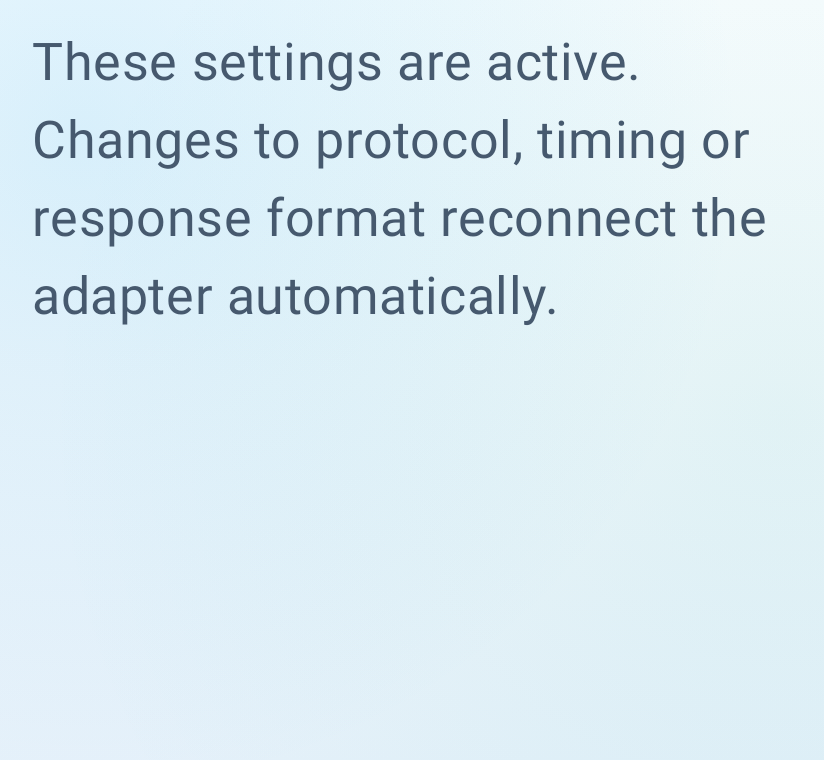 These settings are active.
Changes to protocol, timing or
response format reconnect the
adapter automatically.